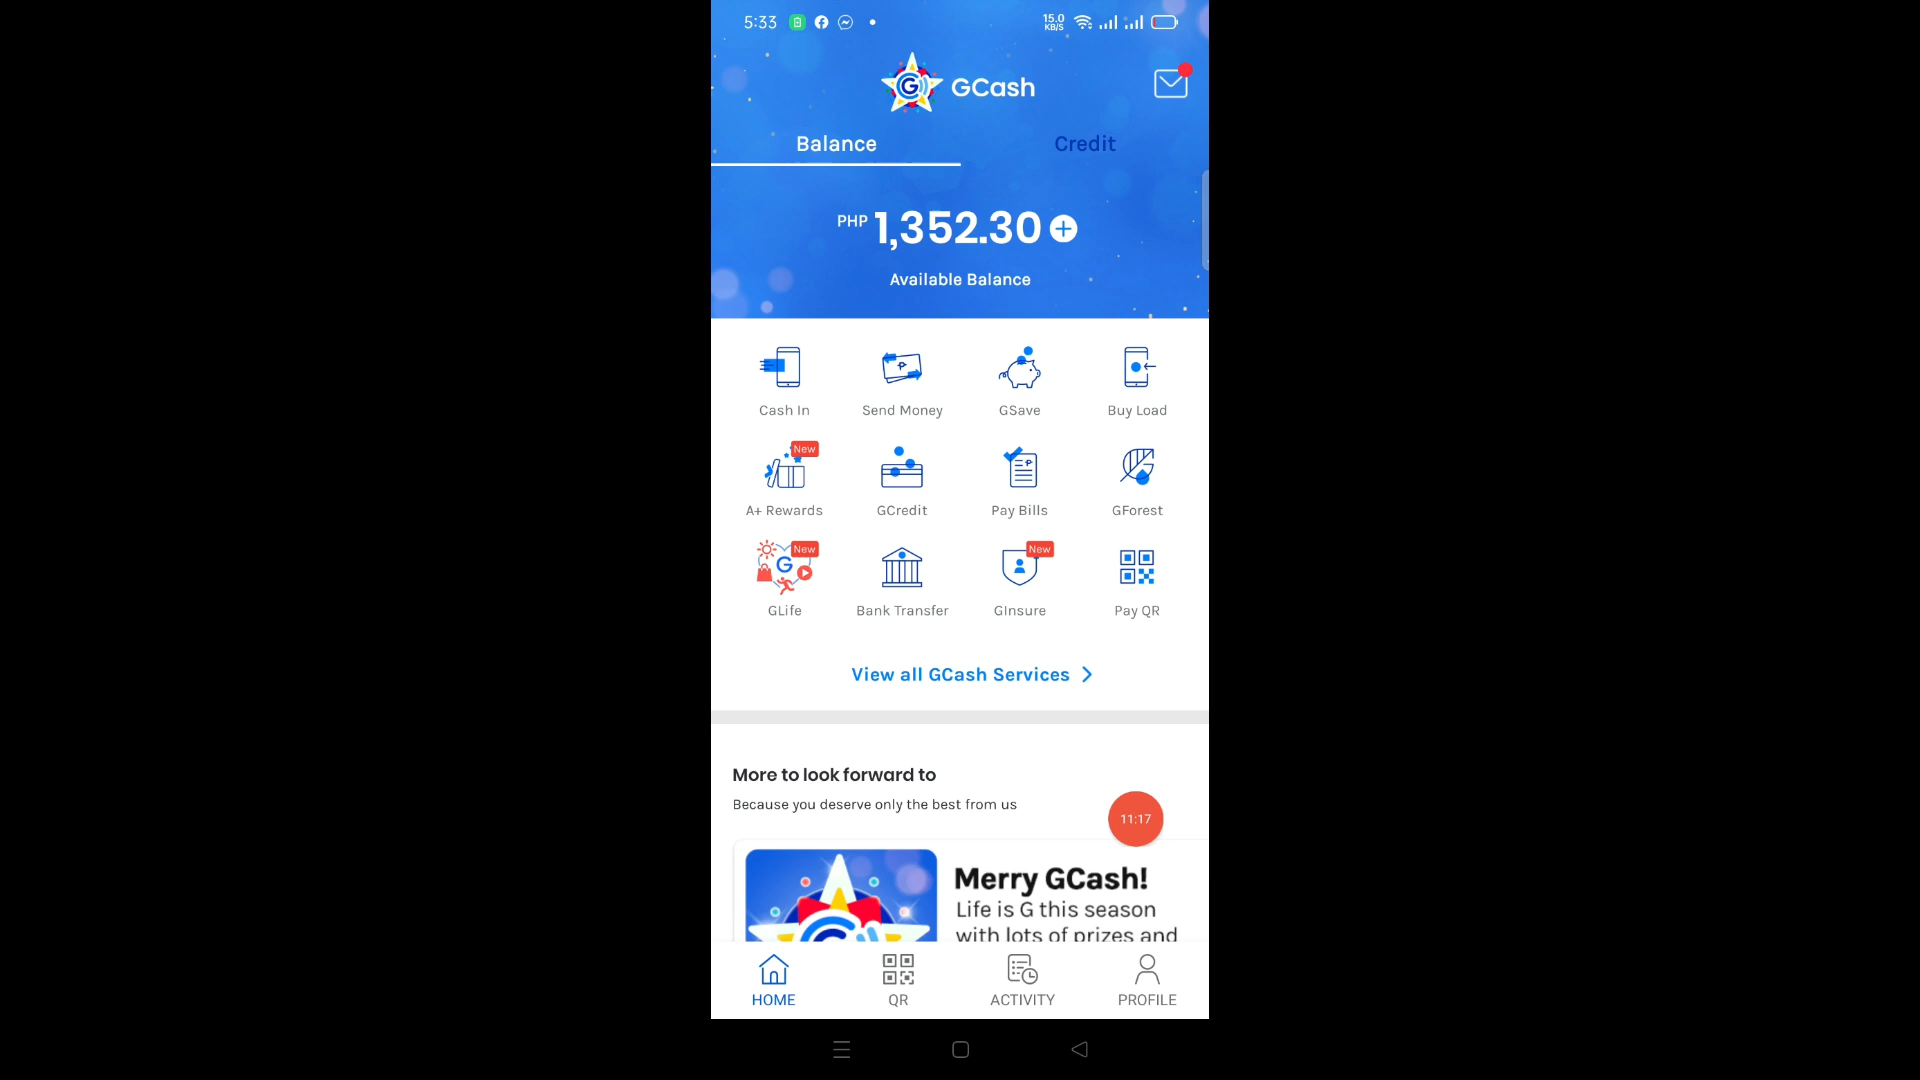 5:33
15.0
KB/S
GCash
Balance
Credit
PHP 1,352.30
Available Balance
Cash In
Send Money
GSave
Buy Load
New
A+ Rewards
GCredit
Pay Bills
GForest
New
G
New
GLife
Bank Transfer
GInsure
Pay QR
View all GCash Services
More to look forward to
Because you deserve only the best from us
11:17
Merry GCash!
Life is G this season
with lots of prizes and
HOME
QR
ACTIVITY
PROFILE